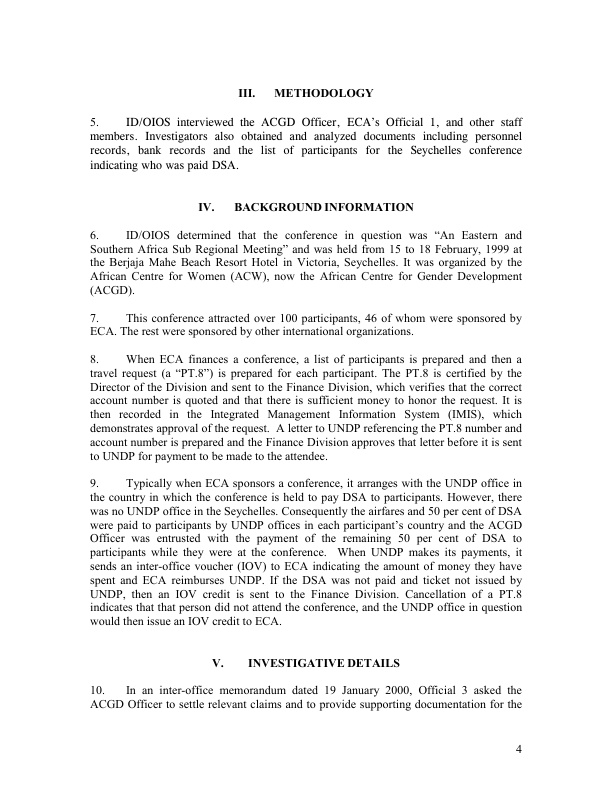 III. METHODOLOGY
5. ID/OIOS interviewed the ACGD Officer, ECA's Official 1, and other staff
members. Investigators also obtained and analyzed documents including personnel
records, bank records and the list of participants for the Seychelles conference
indicating who was paid DSA.
IV. BACKGROUND INFORMATION
6. ID/OIOS determined that the conference in question was “An Eastern and
Southern Africa Sub Regional Meeting” and was held from 15 to 18 February, 1999 at
the Berjaja Mahe Beach Resort Hotel in Victoria, Seychelles. It was organized by the
African Centre for Women (ACW), now the African Centre for Gender Development
(ACGD).
7. This conference attracted over 100 participants, 46 of whom were sponsored by
ECA. The rest were sponsored by other international organizations.
8. When ECA finances a conference, a list of participants is prepared and then a
travel request (a “PT.8”) is prepared for each participant. The PT.8 is certified by the
Director of the Division and sent to the Finance Division, which verifies that the correct
account number is quoted and that there is sufficient money to honor the request. It is
then recorded in the Integrated Management Information System (IMIS), which
demonstrates approval of the request. A letter to UNDP referencing the PT.8 number and
account number is prepared and the Finance Division approves that letter before it is sent
to UNDP for payment to be made to the attendee.
9. Typically when ECA sponsors a conference, it arranges with the UNDP office in
the country in which the conference is held to pay DSA to participants. However, there
was no UNDP office in the Seychelles. Consequently the airfares and 50 per cent of DSA
were paid to participants by UNDP offices in each participant's country and the ACGD
Officer was entrusted with the payment of the remaining 50 per cent of DSA to
participants while they were at the conference. When UNDP makes its payments, it
sends an inter-office voucher (IOV) to ECA indicating the amount of money they have
spent and ECA reimburses UNDP. If the DSA was not paid and ticket not issued by
UNDP, then an IOV credit is sent to the Finance Division. Cancellation of a PT.8
indicates that that person did not attend the conference, and the UNDP office in question
would then issue an IOV credit to ECA.
V. INVESTIGATIVE DETAILS
10. In an inter-office memorandum dated 19 January 2000, Official 3 asked the
ACGD Officer to settle relevant claims and to provide supporting documentation for the
4